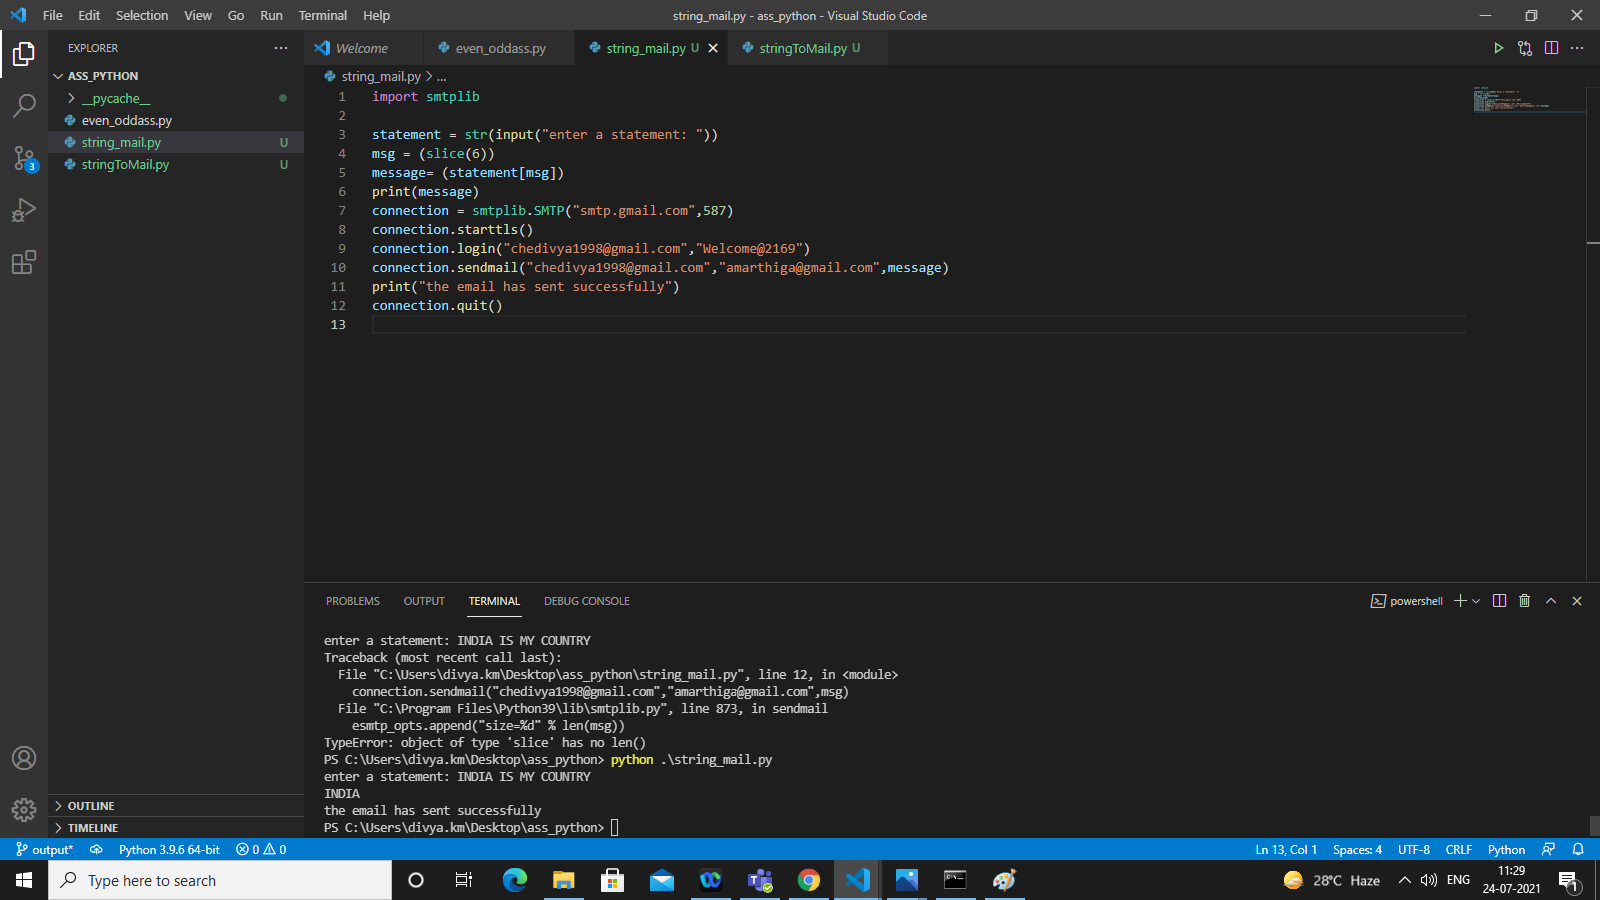 File Edit Selection View Go Run Terminal Help
string_mail.py - ass_python - Visual Studio Code
EXPLORER
ASS_PYTHON
__pycache__
even_oddass.py
string_mail.py U
stringToMail.py U
OUTLINE
TIMELINE
3
Welcome even_oddass.py string_mail.py U stringToMail.py U
string_mail.py > ...
1 import smtplib
2
3 statement = str(input("enter a statement: "))
4 msg = (slice(6))
5 message= (statement[msg])
6 print(message)
7 connection = smtplib.SMTP("smtp.gmail.com",587)
8 connection.starttls()
9 connection.login("chedivya1998@gmail.com","Welcome@2169")
10 connection.sendmail("chedivya1998@gmail.com","amarthiga@gmail.com",message)
11 print("the email has sent successfully")
12 connection.quit()
13
PROBLEMS OUTPUT TERMINAL DEBUG CONSOLE
powershell
enter a statement: INDIA IS MY COUNTRY
Traceback (most recent call last):
File "C:\Users\divya.km\Desktop\ass_python\string_mail.py", line 12, in <module>
connection.sendmail("chedivya1998@gmail.com","amarthiga@gmail.com",msg)
File "C:\Program Files\Python39\lib\smtplib.py", line 873, in sendmail
esmtp_opts.append("size=%d" % len(msg))
TypeError: object of type 'slice' has no len()
PS C:\Users\divya.km\Desktop\ass_python> python .\string_mail.py
enter a statement: INDIA IS MY COUNTRY
INDIA
the email has sent successfully
PS C:\Users\divya.km\Desktop\ass_python>
output* Python 3.9.6 64-bit 0 0
Ln 13, Col 1 Spaces: 4 UTF-8 CRLF Python
Type here to search
28°C Haze ENG
11:29
24-07-2021
1